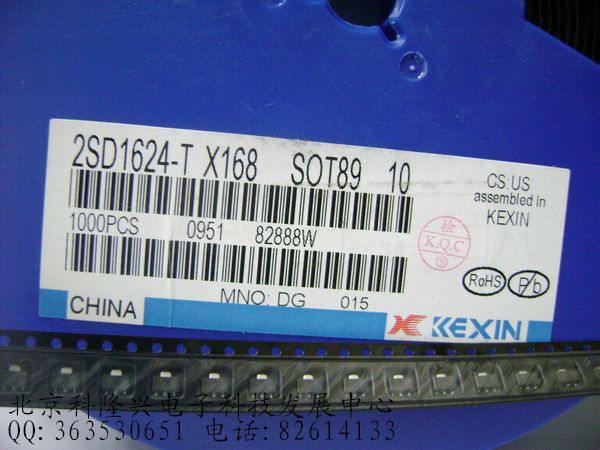 2SD1624-T X168 SOT89 10
1000PCS 0951 82888W
MNO: DG 015
CHINA
CS:US
assembled in
KEXIN
检
K.Q.C
9
RoHS
Pb
KEXIN
北京科隆兴电子科技发展中心
QQ:363530651 电话:82614133